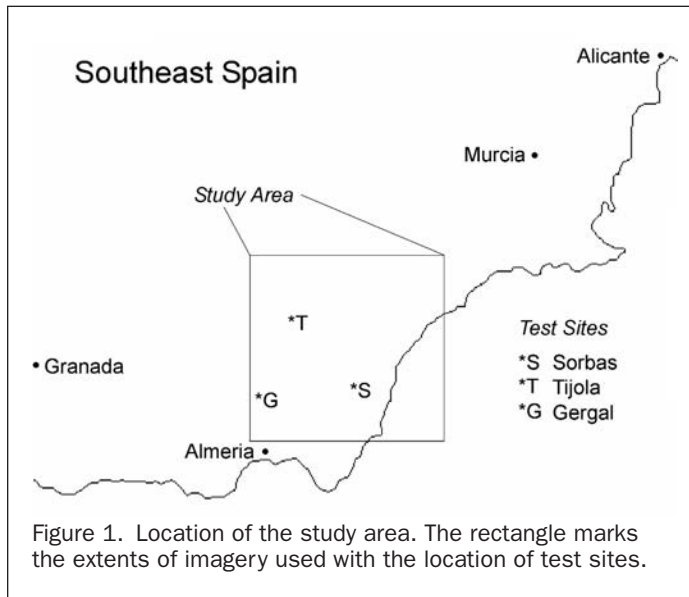 Southeast Spain
Alicante
Murcia
Study Area
*T
Granada
*G
*S
Almeria
Test Sites
*S Sorbas
*T Tijola
*G Gergal
Figure 1. Location of the study area. The rectangle marks
the extents of imagery used with the location of test sites.